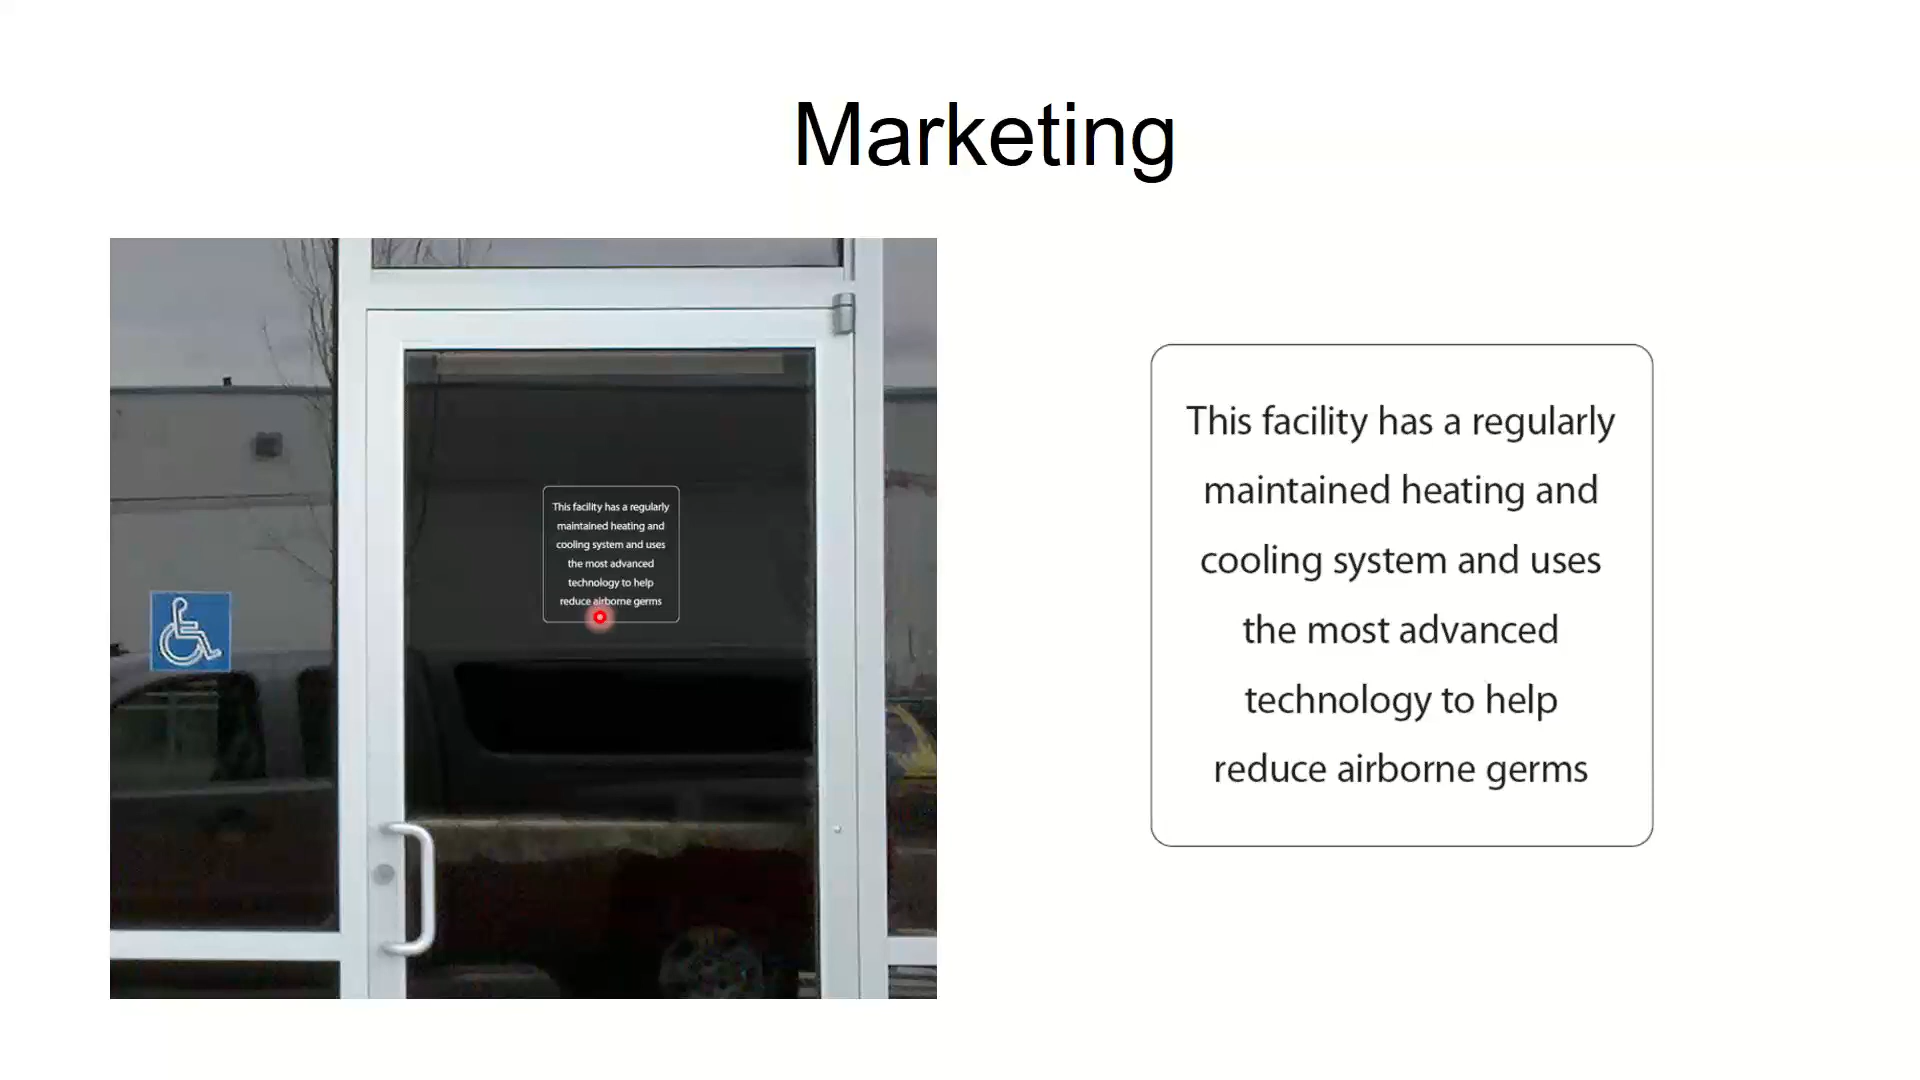 Marketing
This facility has a regularly
maintained heating and
cooling system and uses
the most advanced
technology to help
reduce airborne germs
This facility has a regularly
maintained heating and
cooling system and uses
the most advanced
technology to help
reduce airborne germs